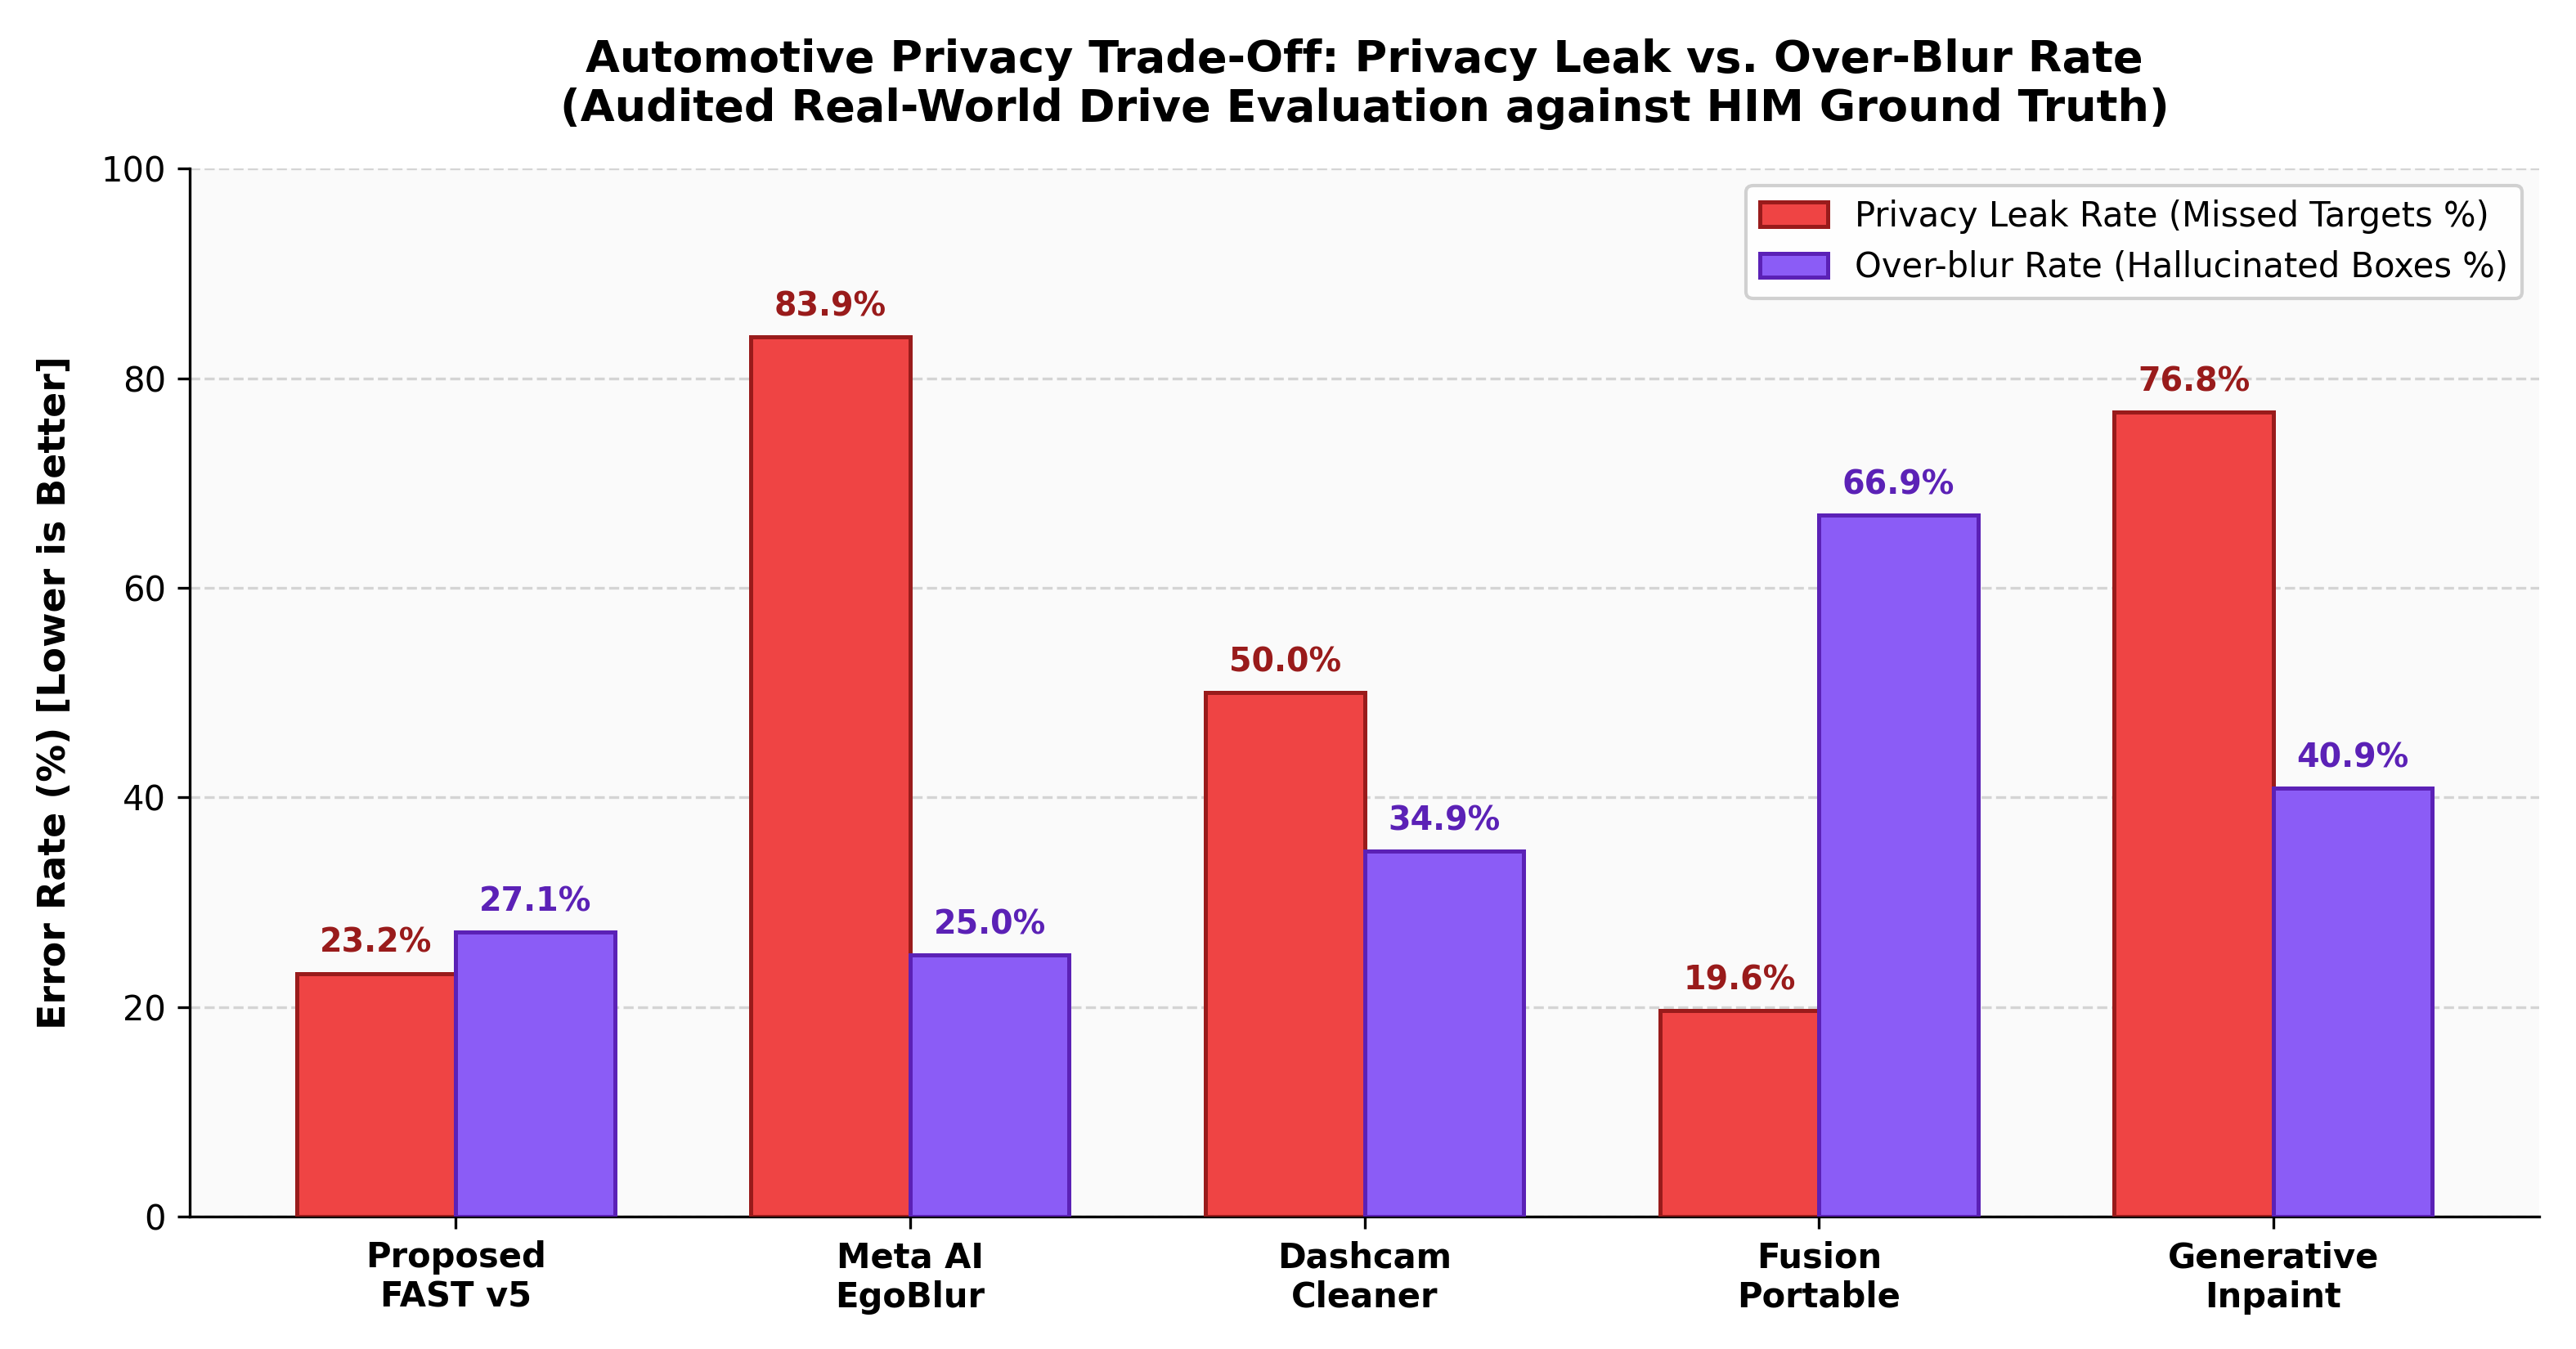 Automotive Privacy Trade-Off: Privacy Leak vs. Over-Blur Rate
(Audited Real-World Drive Evaluation against HIM Ground Truth)
Error Rate (%) [Lower is Better]
100
80
60
40
20
0
Privacy Leak Rate (Missed Targets %)
Over-blur Rate (Hallucinated Boxes %)
23.2%
27.1%
83.9%
25.0%
50.0%
34.9%
19.6%
66.9%
76.8%
40.9%
Proposed
FAST v5
Meta AI
EgoBlur
Dashcam
Cleaner
Fusion
Portable
Generative
Inpaint